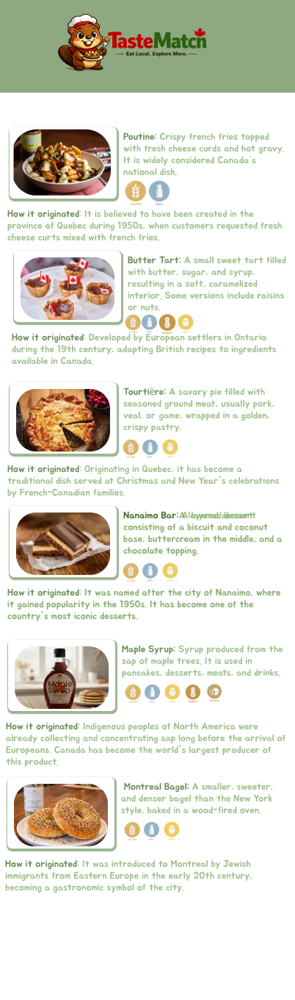 TasteMatch
Eat Local. Explore More.
Poutine: Crispy french fries topped
with fresh cheese curds and hot gravy.
It is widely considered Canada's
national dish.
GLUTEN MILK
How it originated: It is believed to have been created in the
province of Quebec during 1950s, when customers requested fresh
cheese curts mixed with french fries.
Butter Tart: A small sweet tart filled
with butter, sugar, and syrup,
resulting in a soft, caramelized
interior. Some versions include raisins
or nuts.
GLUTEN MILK PEANUTS
How it originated: Developed by European settlers in Ontario
during the 19th century, adapting British recipes to ingredients
available in Canada.
Tourtière: A savory pie filled with
seasoned ground meat, usually pork,
veal, or game, wrapped in a golden,
crispy pastry.
GLUTEN MILK
How it originated: Originating in Quebec, it has become a
traditional dish served at Christmas and New Year's celebrations
by French-Canadian families.
Nanaimo Bar: A layered dessert
consisting of a biscuit and coconut
base, buttercream in the middle, and a
chocolate topping.
GLUTEN MILK
How it originated: It was named after the city of Nanaimo, where
it gained popularity in the 1950s. It has become one of the
country's most iconic desserts.
Maple Syrup
Maple Syrup: Syrup produced from the
sap of maple trees. It is used in
pancakes, desserts, meats, and drinks.
GLUTEN MILK
How it originated: Indigenous peoples of North America were
already collecting and concentrating sap long before the arrival of
Europeans. Canada has become the world's largest producer of
this product.
Montreal Bagel: A smaller, sweeter,
and denser bagel than the New York
style, baked in a wood-fired oven.
GLUTEN MILK
How it originated: It was introduced to Montreal by Jewish
immigrants from Eastern Europe in the early 20th century,
becoming a gastronomic symbol of the city.